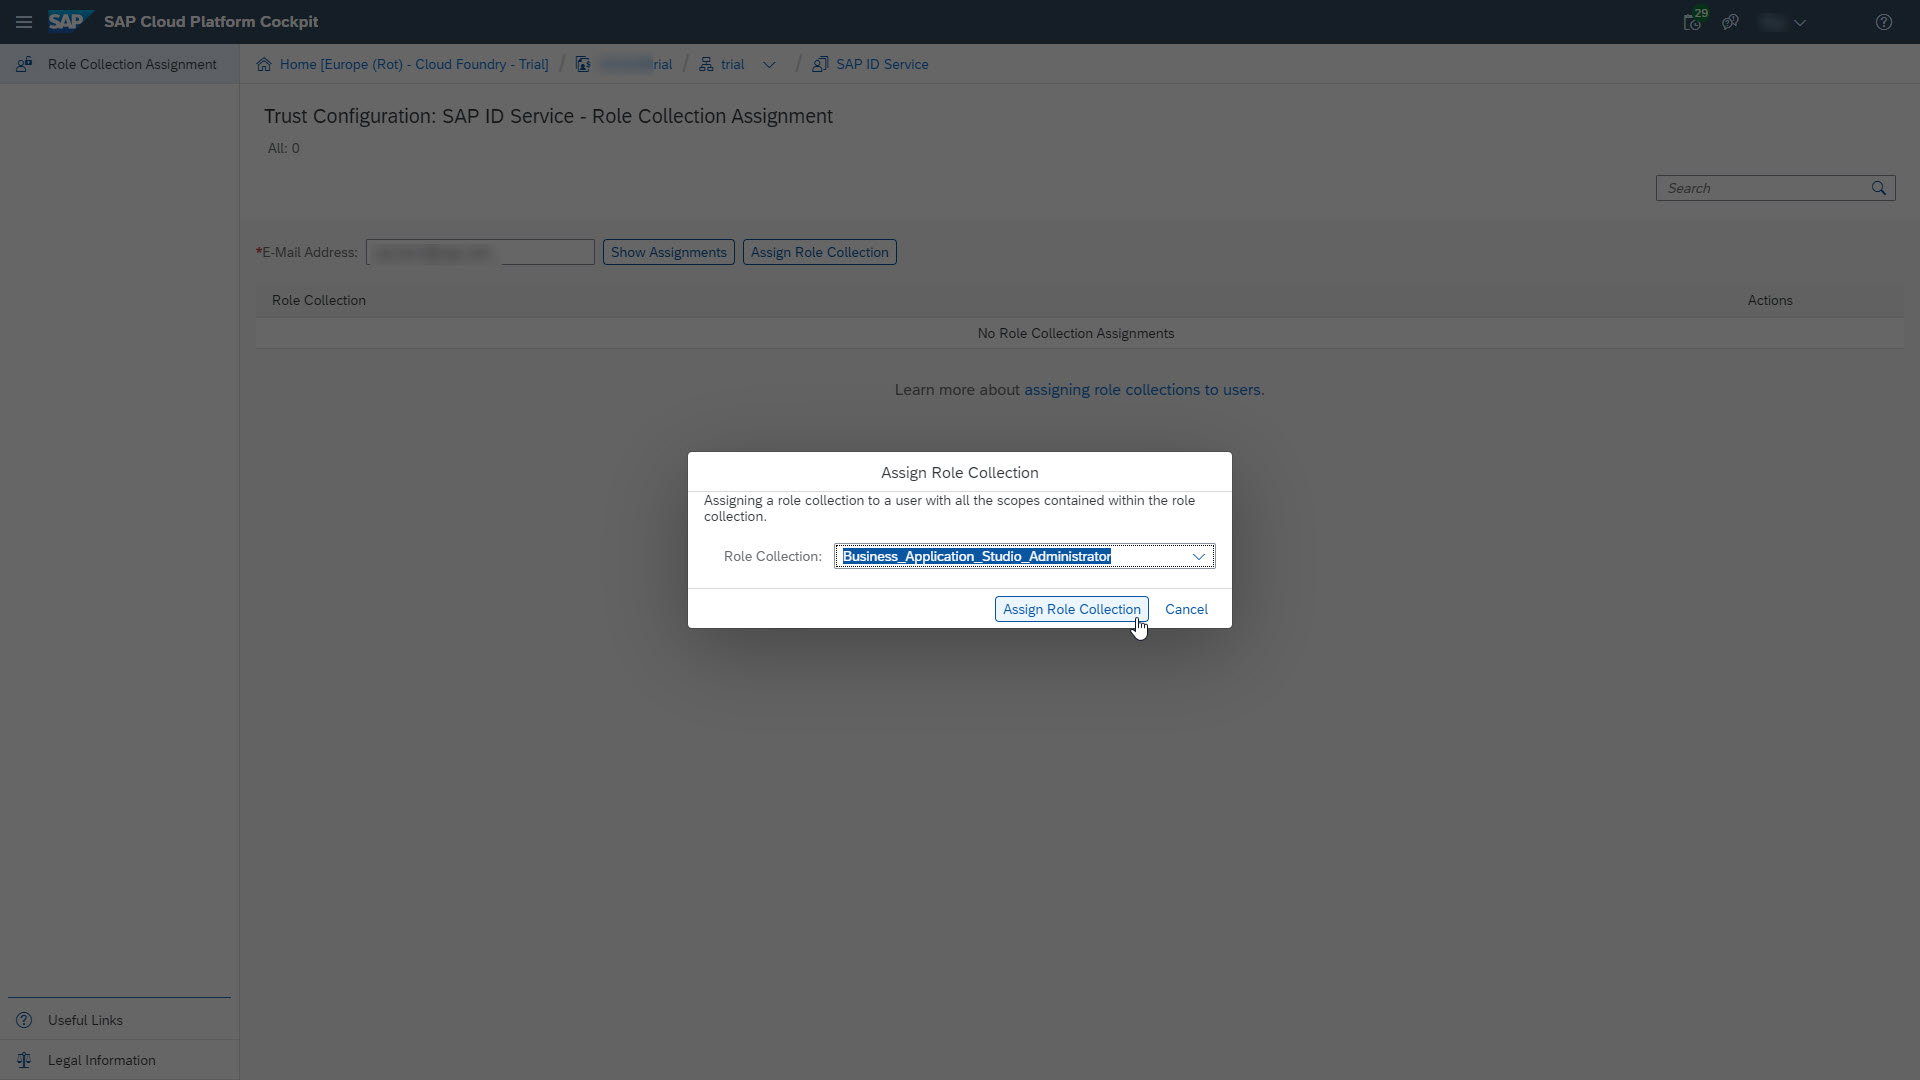 SAP SAP Cloud Platform Cockpit 29
Role Collection Assignment
Home [Europe (Rot) - Cloud Foundry - Trial] / rial / trial / SAP ID Service
Trust Configuration: SAP ID Service - Role Collection Assignment
All: 0
Search
*E-Mail Address: Show Assignments Assign Role Collection
Role Collection Actions
No Role Collection Assignments
Learn more about assigning role collections to users.
Assign Role Collection
Assigning a role collection to a user with all the scopes contained within the role
collection.
Role Collection: Business_Application_Studio_Administrator
Assign Role Collection Cancel
Useful Links
Legal Information